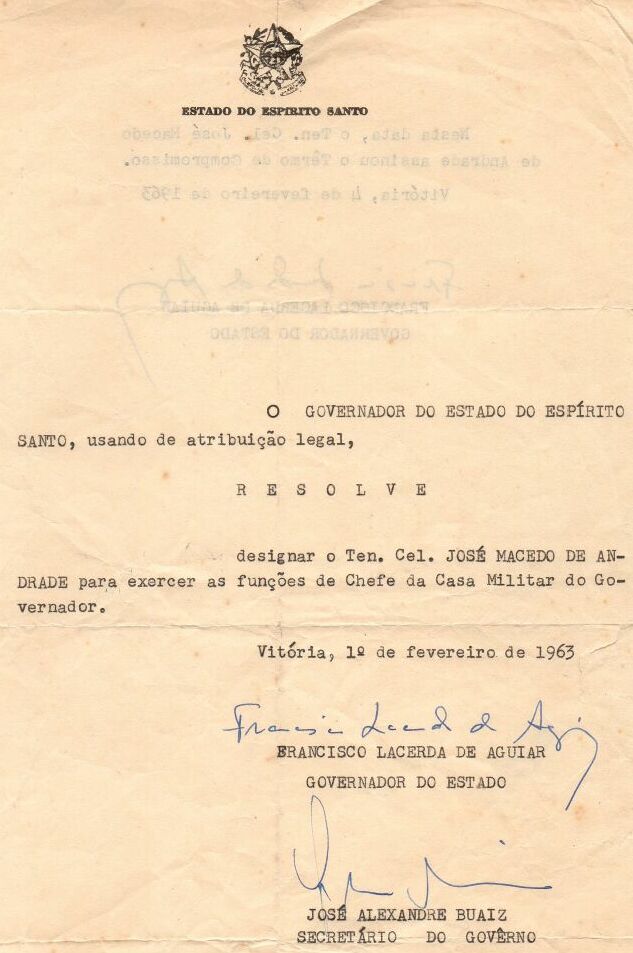 ESTADO DO ESPÍRITO SANTO
Nesta data, o Ten. Cel. José Macedo
de Andrade assinou o Têrmo de Compromisso.
Vitória, 4 de fevereiro de 1963
FRANCISCO LACERDA DE AGUIAR
GOVERNADOR DO ESTADO
O GOVERNADOR DO ESTADO DO ESPÍRITO
SANTO, usando de atribuição legal,
R E S O L V E
designar o Ten. Cel. JOSÉ MACEDO DE AN-
DRADE para exercer as funções de Chefe da Casa Militar do Go-
vernador.
Vitória, 1º de fevereiro de 1963
Francisco Lacerda de Aguiar
FRANCISCO LACERDA DE AGUIAR
GOVERNADOR DO ESTADO
JOSÉ ALEXANDRE BUAIZ
SECRETÁRIO DO GOVÊRNO